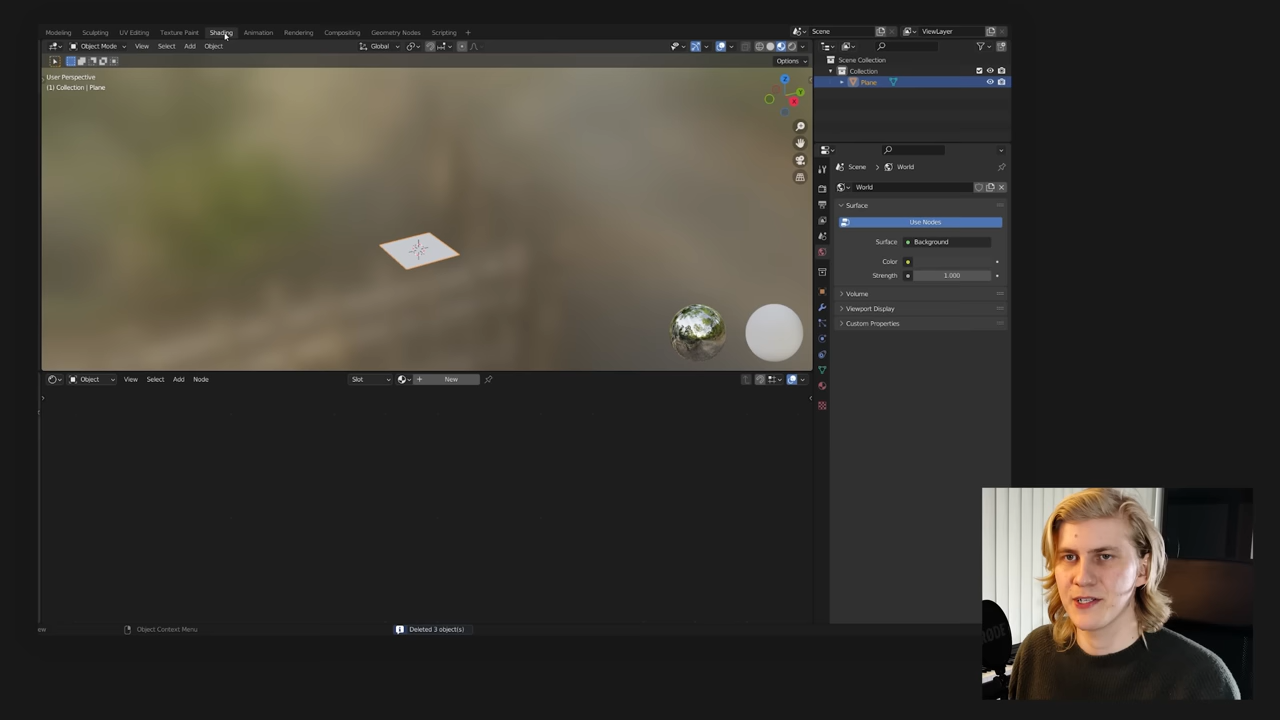 Modeling Sculpting UV Editing Texture Paint Shading Animation Rendering Compositing Geometry Nodes Scripting + Scene ViewLayer
Object Mode View Select Add Object Global
Options
User Perspective
(1) Collection | Plane
Z
Y
X
Scene Collection
Collection
Plane
Scene > World
World
Surface
Use Nodes
Surface Background
Color
Strength 1.000
Volume
Viewport Display
Custom Properties
Object View Select Add Node Slot + New
ew Object Context Menu Deleted 3 object(s)
RØDE